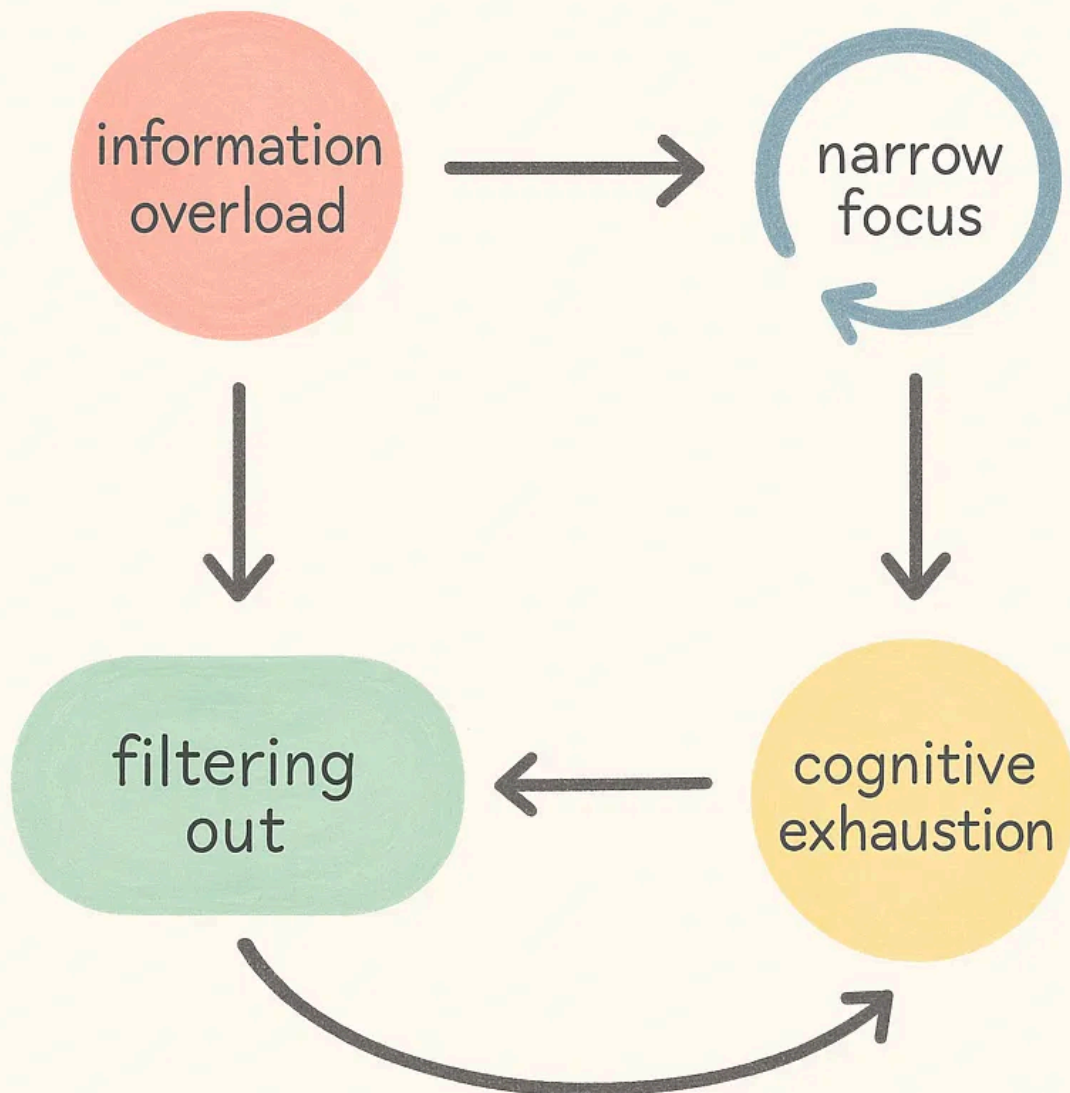 information
overload
narrow
focus
filtering
out
cognitive
exhaustion